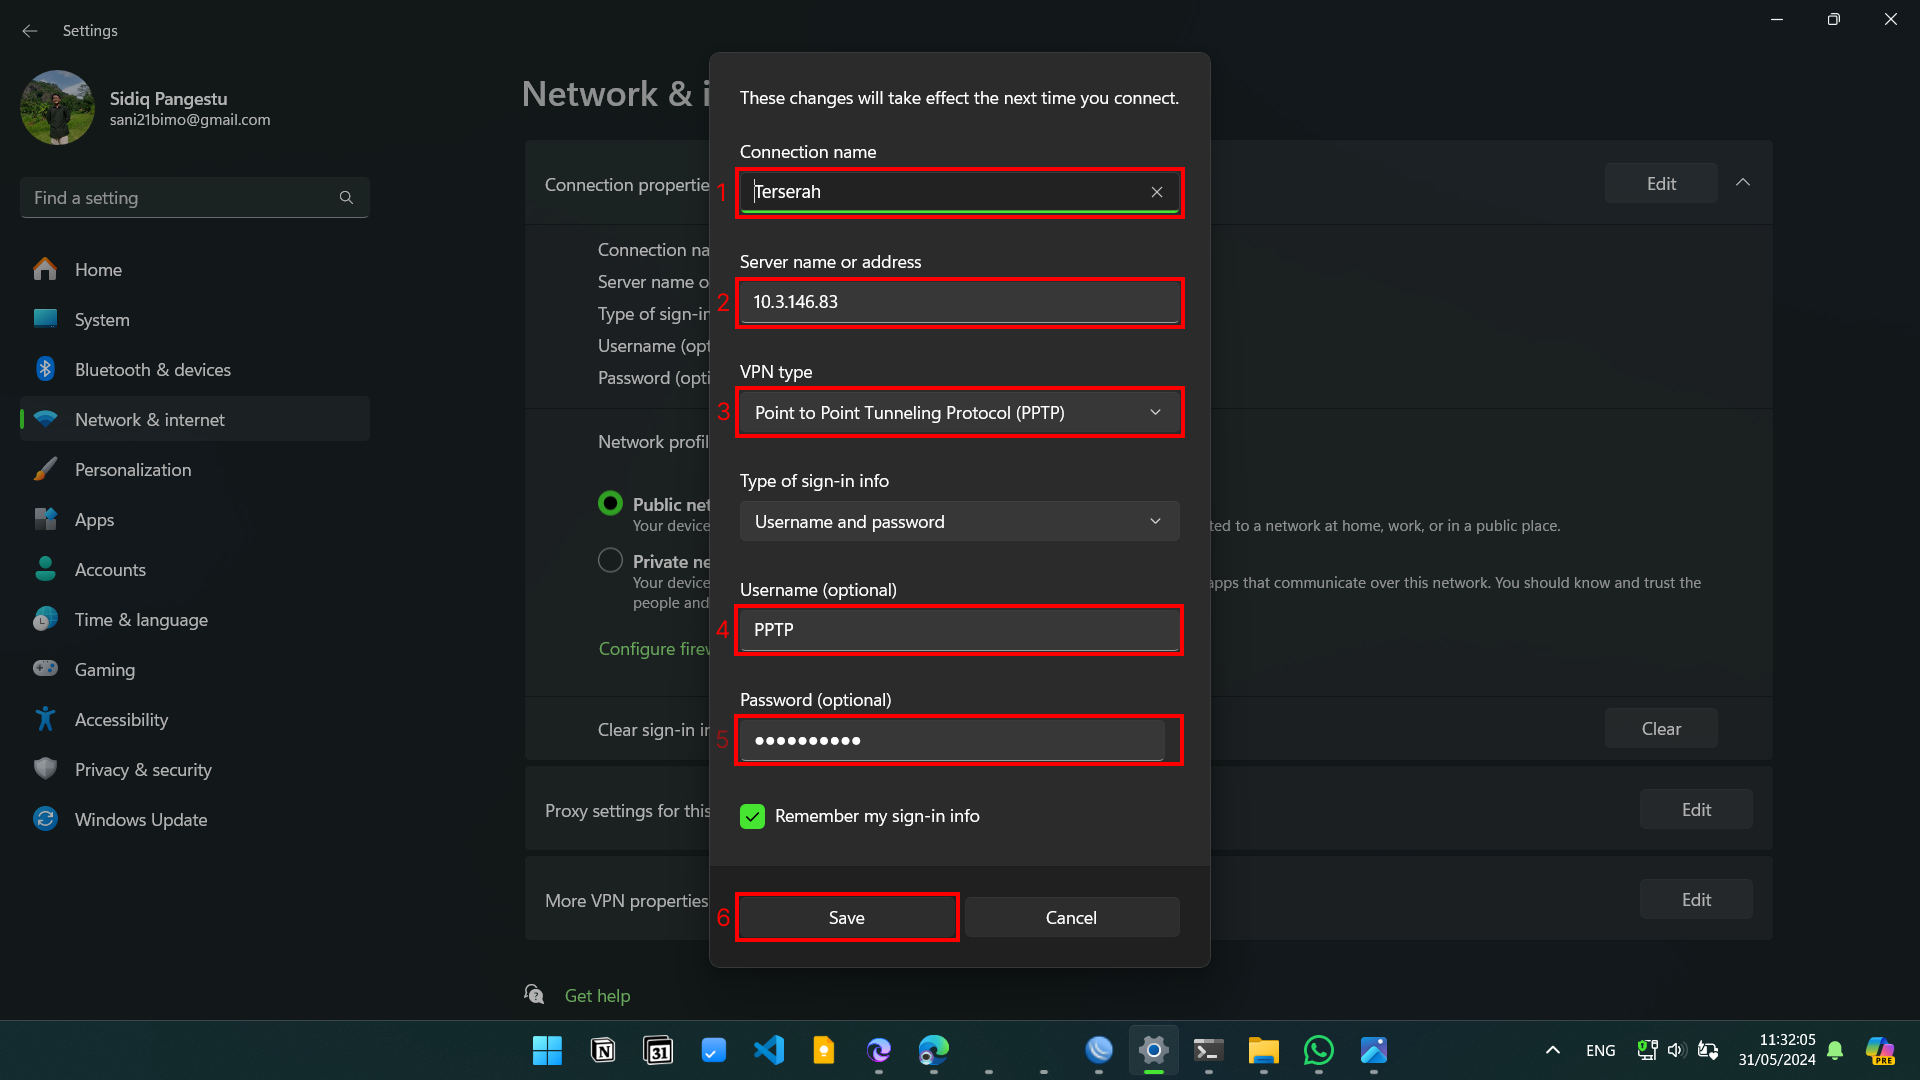 Settings
Sidiq Pangestu
sani21bimo@gmail.com
Find a setting
Home
System
Bluetooth & devices
Network & internet
Personalization
Apps
Accounts
Time & language
Gaming
Accessibility
Privacy & security
Windows Update
Network & i
Connection propertie
Edit
Connection na
Server name o
Type of sign-in
Username (opt
Password (opti
Network profil
Public net
Your device
ted to a network at home, work, or in a public place.
Private ne
Your device
apps that communicate over this network. You should know and trust the
people and
Configure firew
Clear sign-in in
Clear
Proxy settings for this
Edit
More VPN properties
Edit
Get help
These changes will take effect the next time you connect.
Connection name
1 Terserah
Server name or address
2 10.3.146.83
VPN type
3 Point to Point Tunneling Protocol (PPTP)
Type of sign-in info
Username and password
Username (optional)
4 PPTP
Password (optional)
5 ••••••••••
Remember my sign-in info
6 Save
Cancel
31
ENG
11:32:05
31/05/2024
PRE